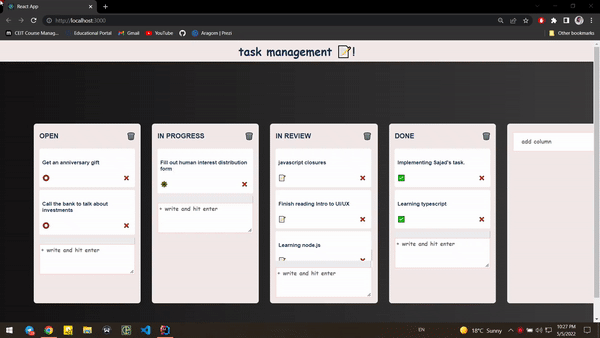 React App
http://localhost:3000
CEIT Course Manag...
Educational Portal
Gmail
YouTube
Aragorn | Prezi
Other bookmarks
task management 📝!
OPEN
Get an anniversary gift
Call the bank to talk about
investments
+ write and hit enter
IN PROGRESS
Fill out human interest distribution
form
+ write and hit enter
IN REVIEW
javascript closures
Finish reading Intro to UI/UX
Learning node.js
+ write and hit enter
DONE
Implementing Sajad's task.
Learning typescript
+ write and hit enter
add column
EN
18°C Sunny
10:27 PM
5/5/2022